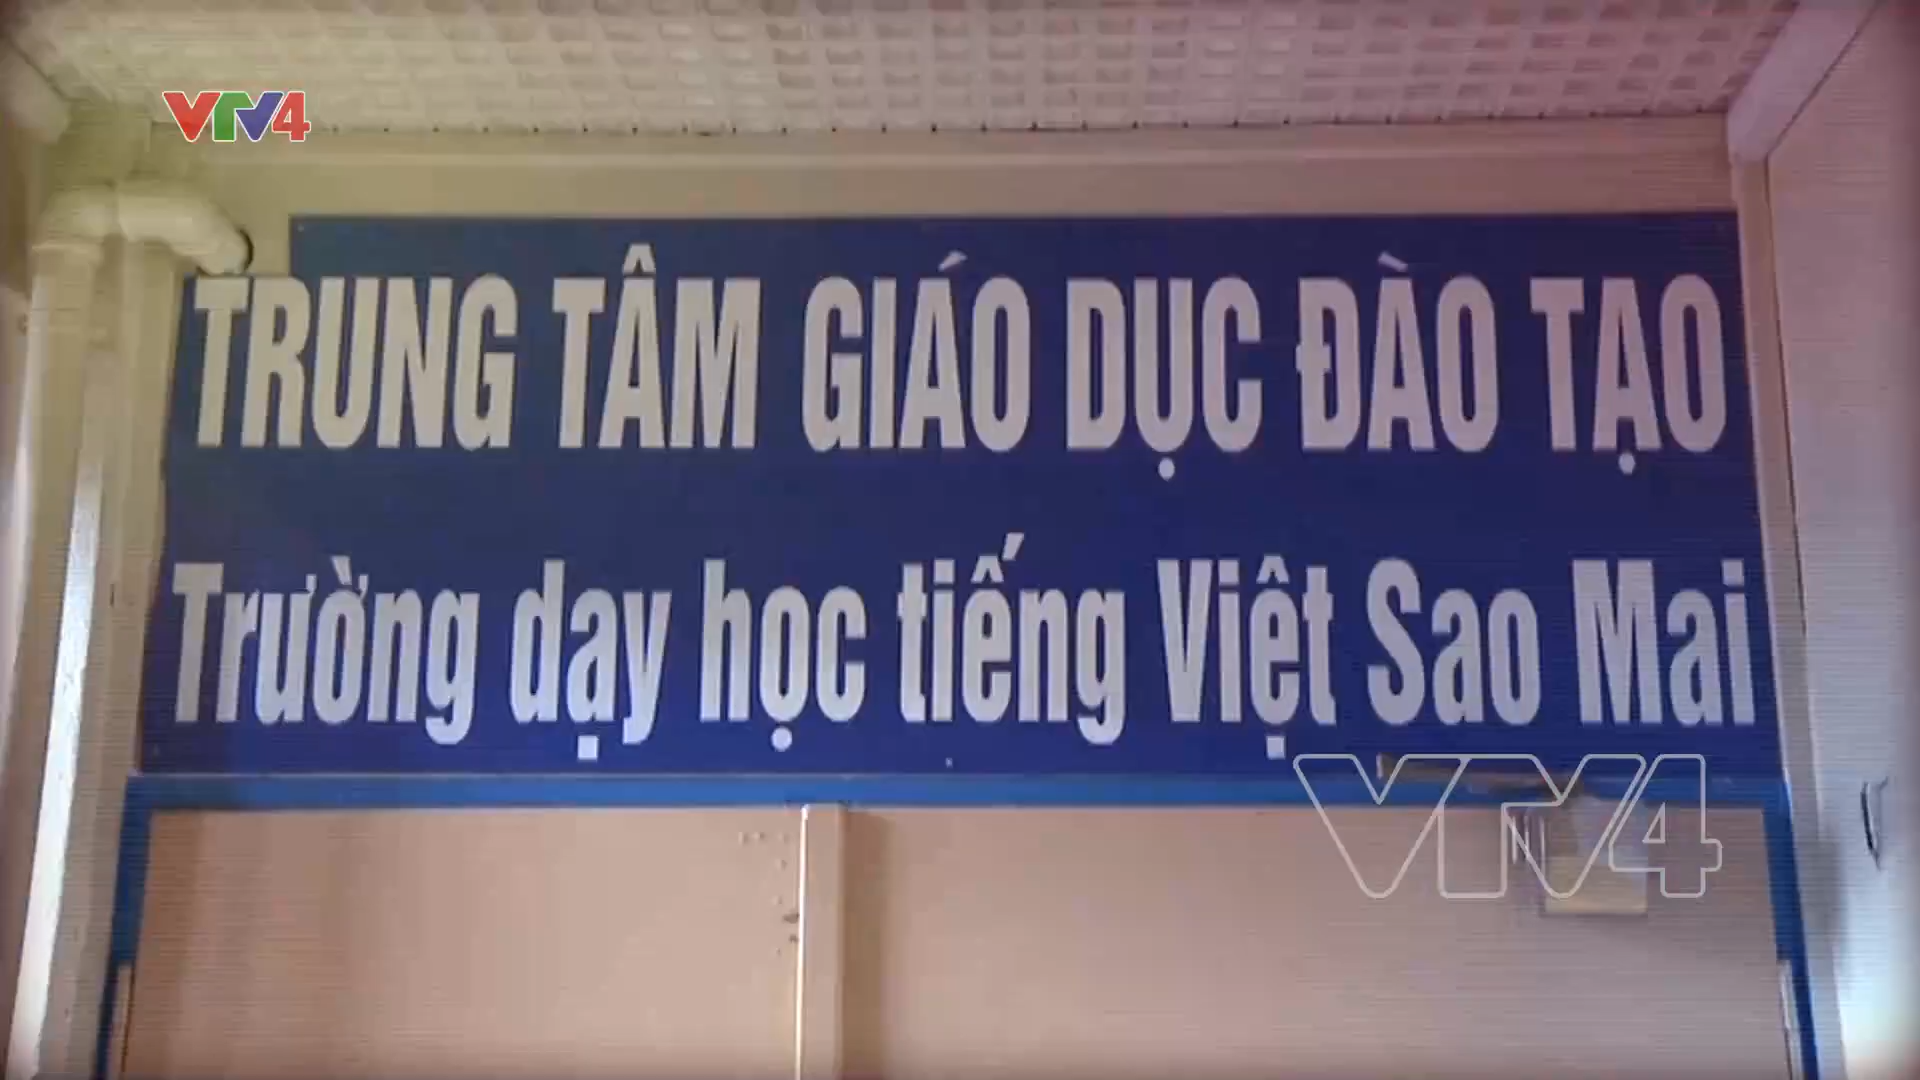 VTV4
TRUNG TÂM GIÁO DỤC ĐÀO TẠO
Trường dạy học tiếng Việt Sao Mai
VTV4